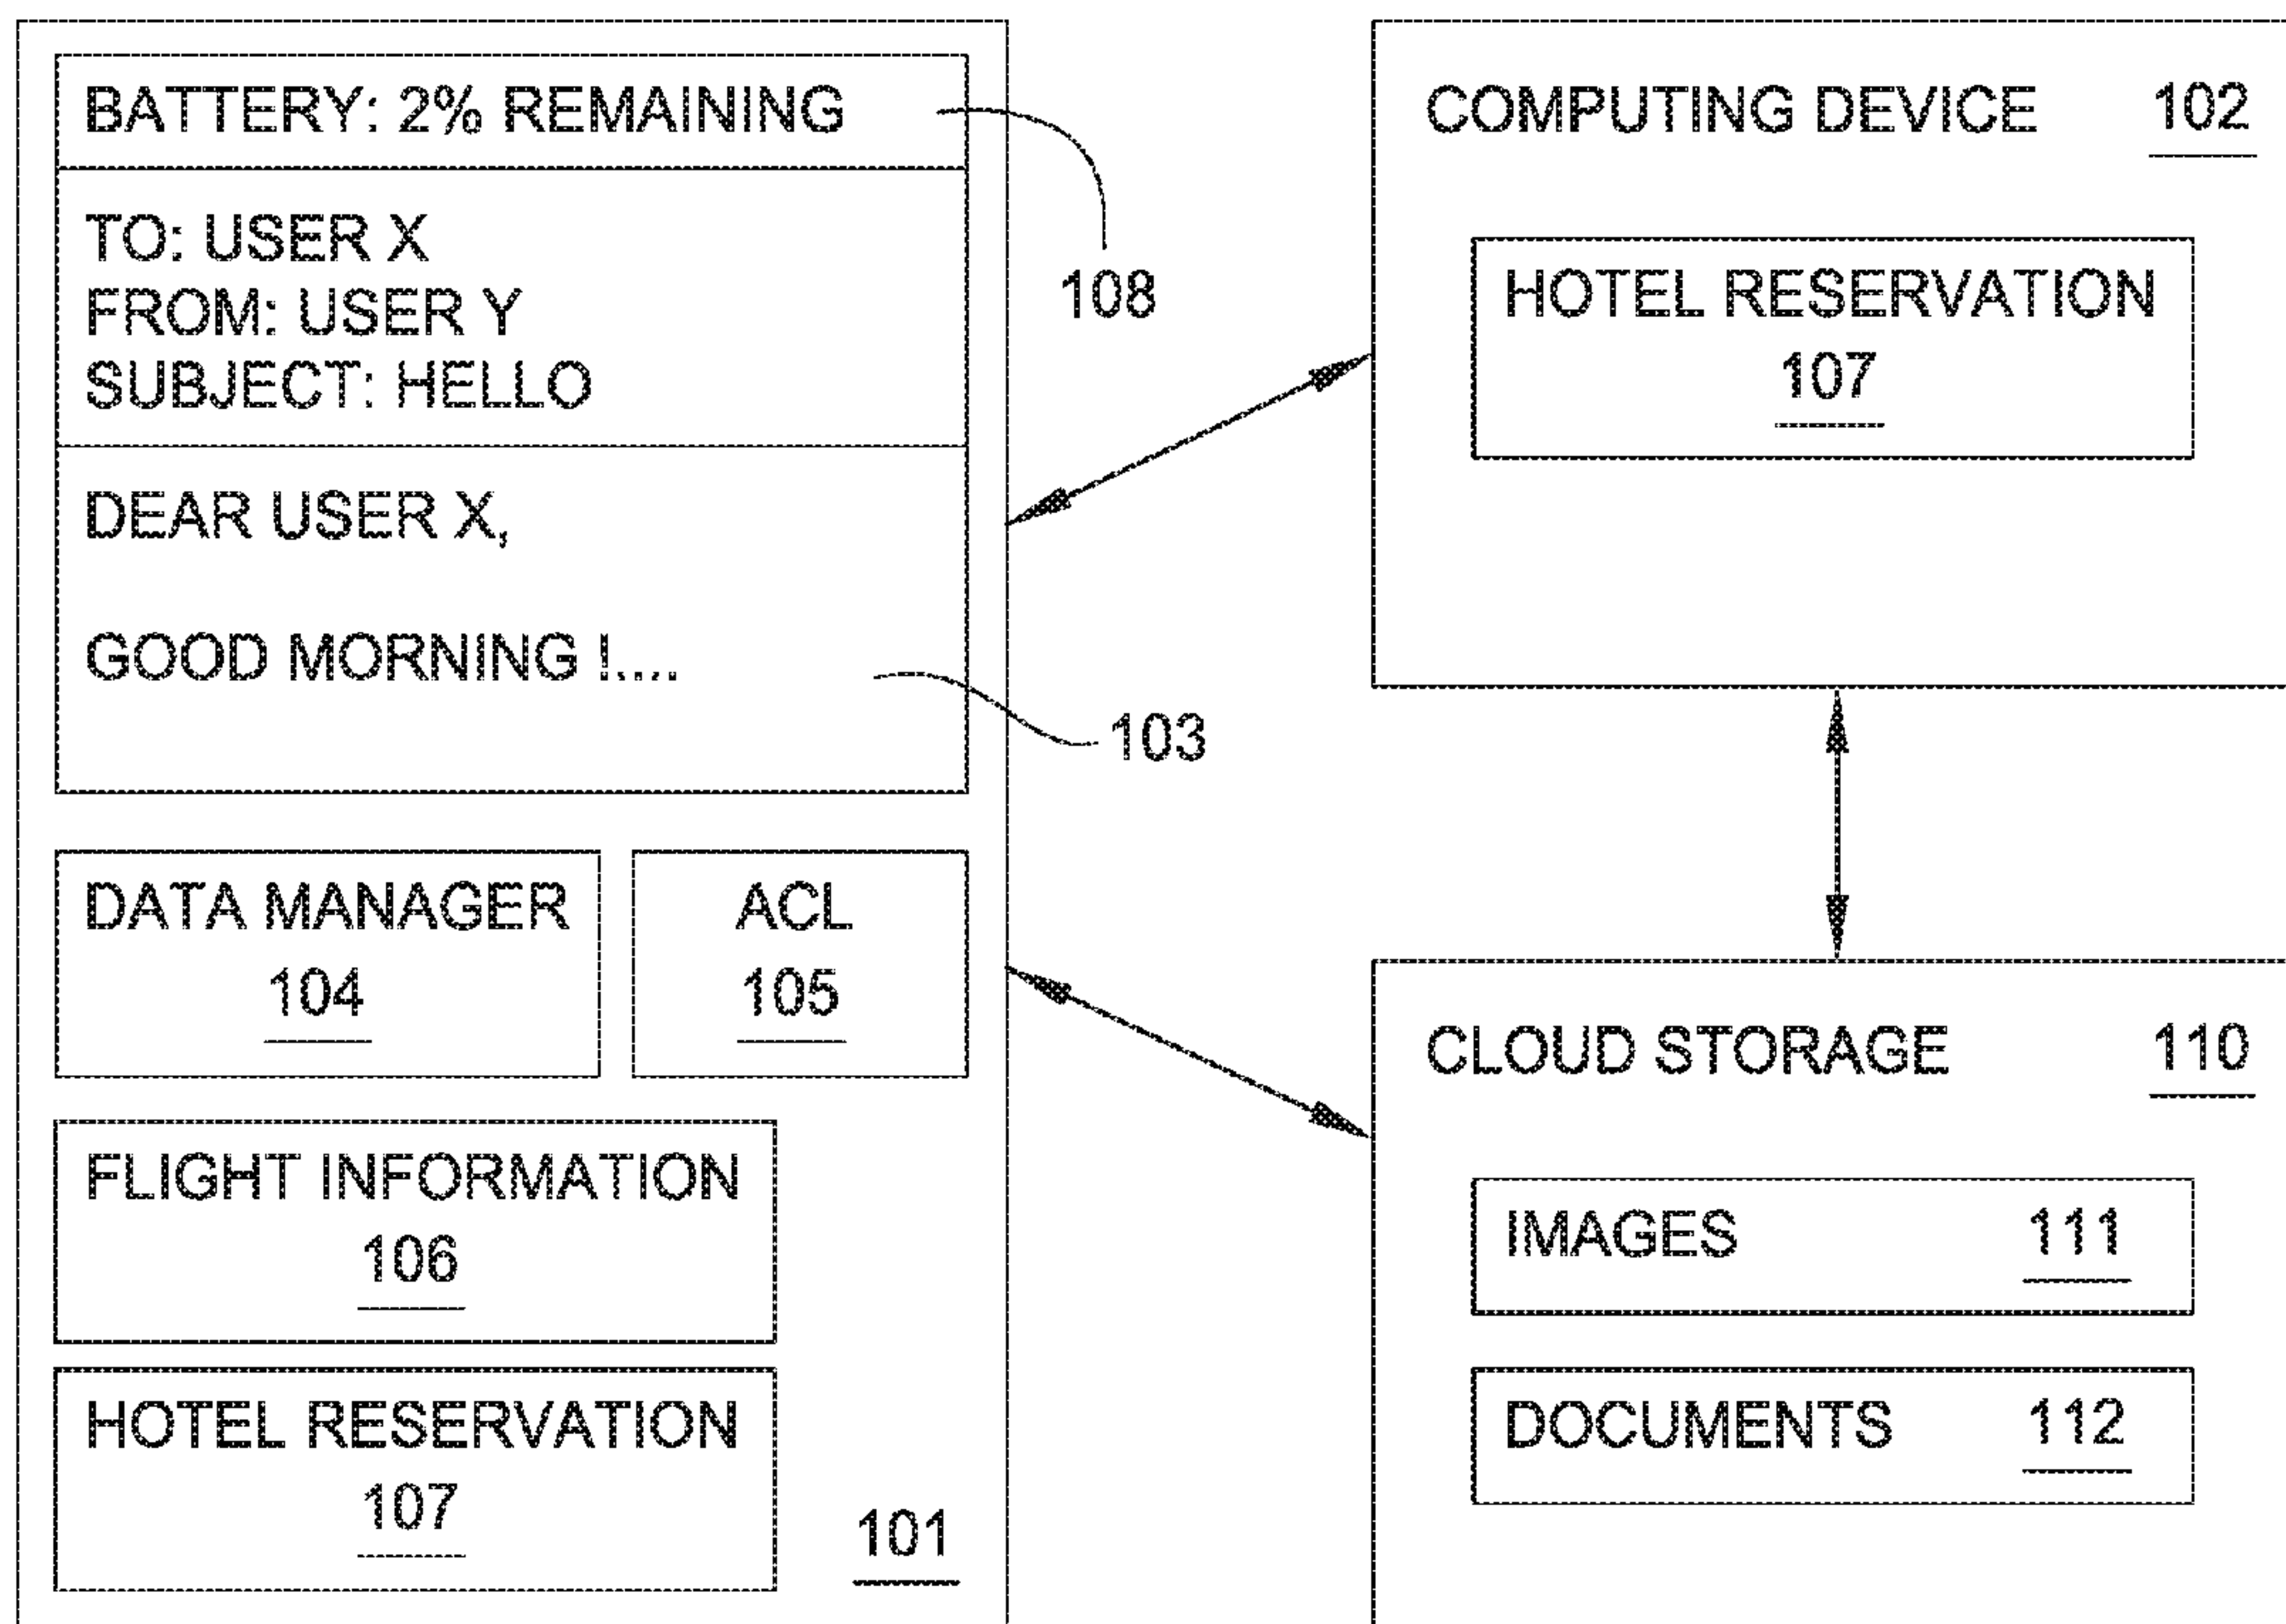 BATTERY: 2% REMAINING
108
TO: USER X
FROM: USER Y
SUBJECT: HELLO
DEAR USER X,
GOOD MORNING !....
103
DATA MANAGER
104
ACL
105
FLIGHT INFORMATION
106
HOTEL RESERVATION
107
101
COMPUTING DEVICE 102
HOTEL RESERVATION
107
CLOUD STORAGE 110
IMAGES 111
DOCUMENTS 112